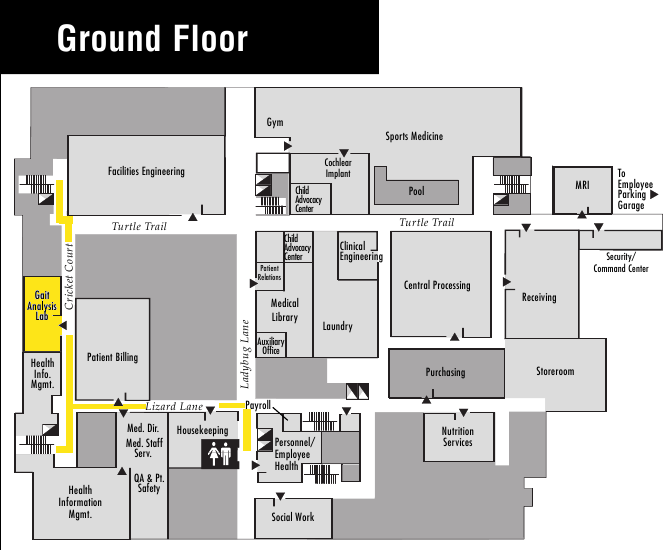 Ground Floor
Gym
Sports Medicine
Facilities Engineering
Cochlear
Implant
Child
Advocacy
Center
Pool
MRI
To
Employee
Parking
Garage
Turtle Trail
Turtle Trail
Cricket Court
Child
Advocacy
Center
Clinical
Engineering
Patient
Relations
Security/
Command Center
Central Processing
Receiving
Gait
Analysis
Lab
Medical
Library
Laundry
Ladybug Lane
Auxiliary
Office
Patient Billing
Health
Info.
Mgmt.
Purchasing
Storeroom
Lizard Lane
Payroll
Med. Dir.
Med. Staff
Serv.
Housekeeping
Personnel/
Employee
Health
Nutrition
Services
QA & Pt.
Safety
Health
Information
Mgmt.
Social Work